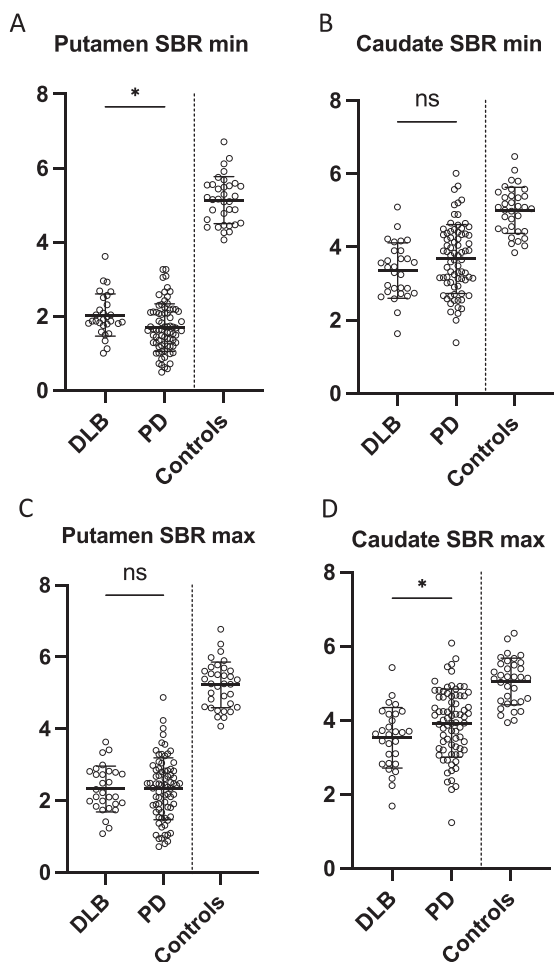 A
Putamen SBR min
*
8
6
4
2
0
DLB
PD
Controls
B
Caudate SBR min
ns
8
6
4
2
0
DLB
PD
Controls
C
Putamen SBR max
ns
8
6
4
2
0
DLB
PD
Controls
D
Caudate SBR max
*
8
6
4
2
0
DLB
PD
Controls